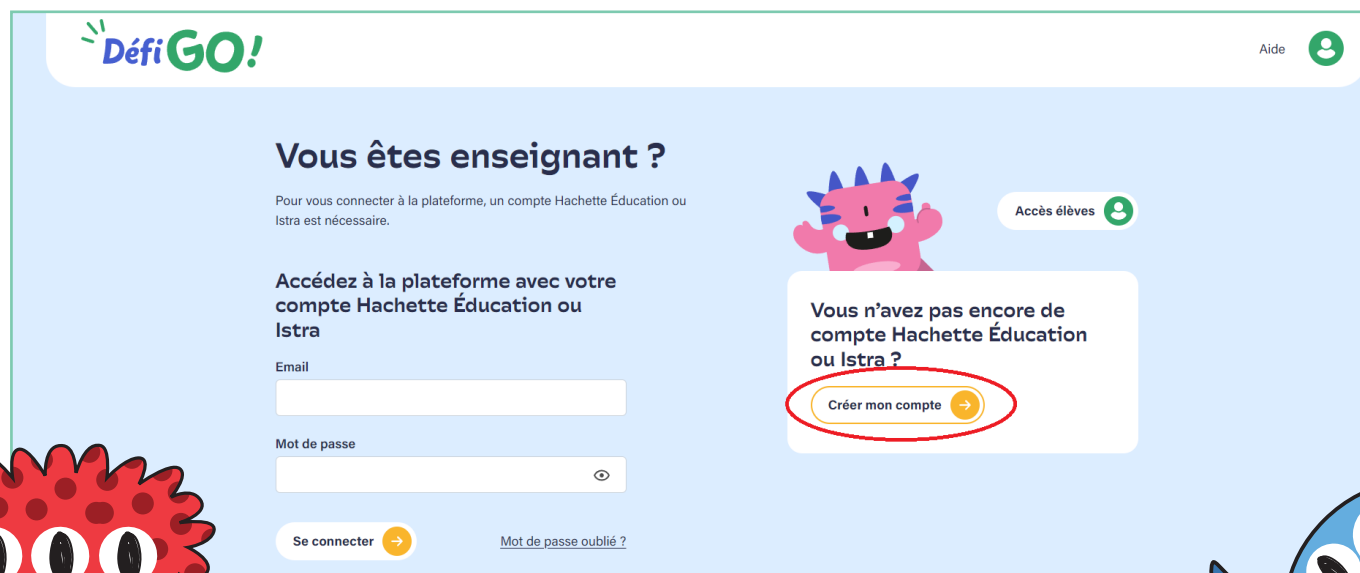 Défi GO!
Aide
Vous êtes enseignant ?
Pour vous connecter à la plateforme, un compte Hachette Éducation ou
Istra est nécessaire.
Accédez à la plateforme avec votre
compte Hachette Éducation ou
Istra
Email
Mot de passe
Se connecter
Mot de passe oublié ?
Accès élèves
Vous n’avez pas encore de
compte Hachette Éducation
ou Istra ?
Créer mon compte